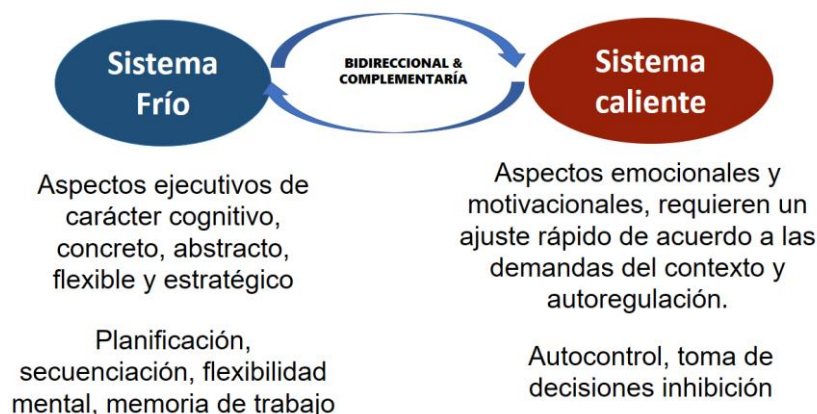 Sistema
Frío
BIDIRECCIONAL &
COMPLEMENTARÍA
Sistema
caliente
Aspectos ejecutivos de
carácter cognitivo,
concreto, abstracto,
flexible y estratégico
Planificación,
secuenciación, flexibilidad
mental, memoria de trabajo
Aspectos emocionales y
motivacionales, requieren un
ajuste rápido de acuerdo a las
demandas del contexto y
autoregulación.
Autocontrol, toma de
decisiones inhibición